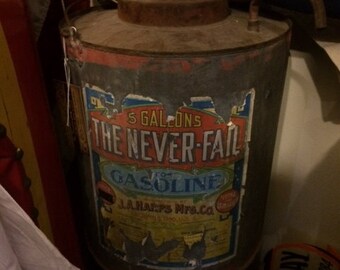 5 GALLONS
THE NEVER-FAIL
GASOLINE
J.A. HARPS MFG. CO.